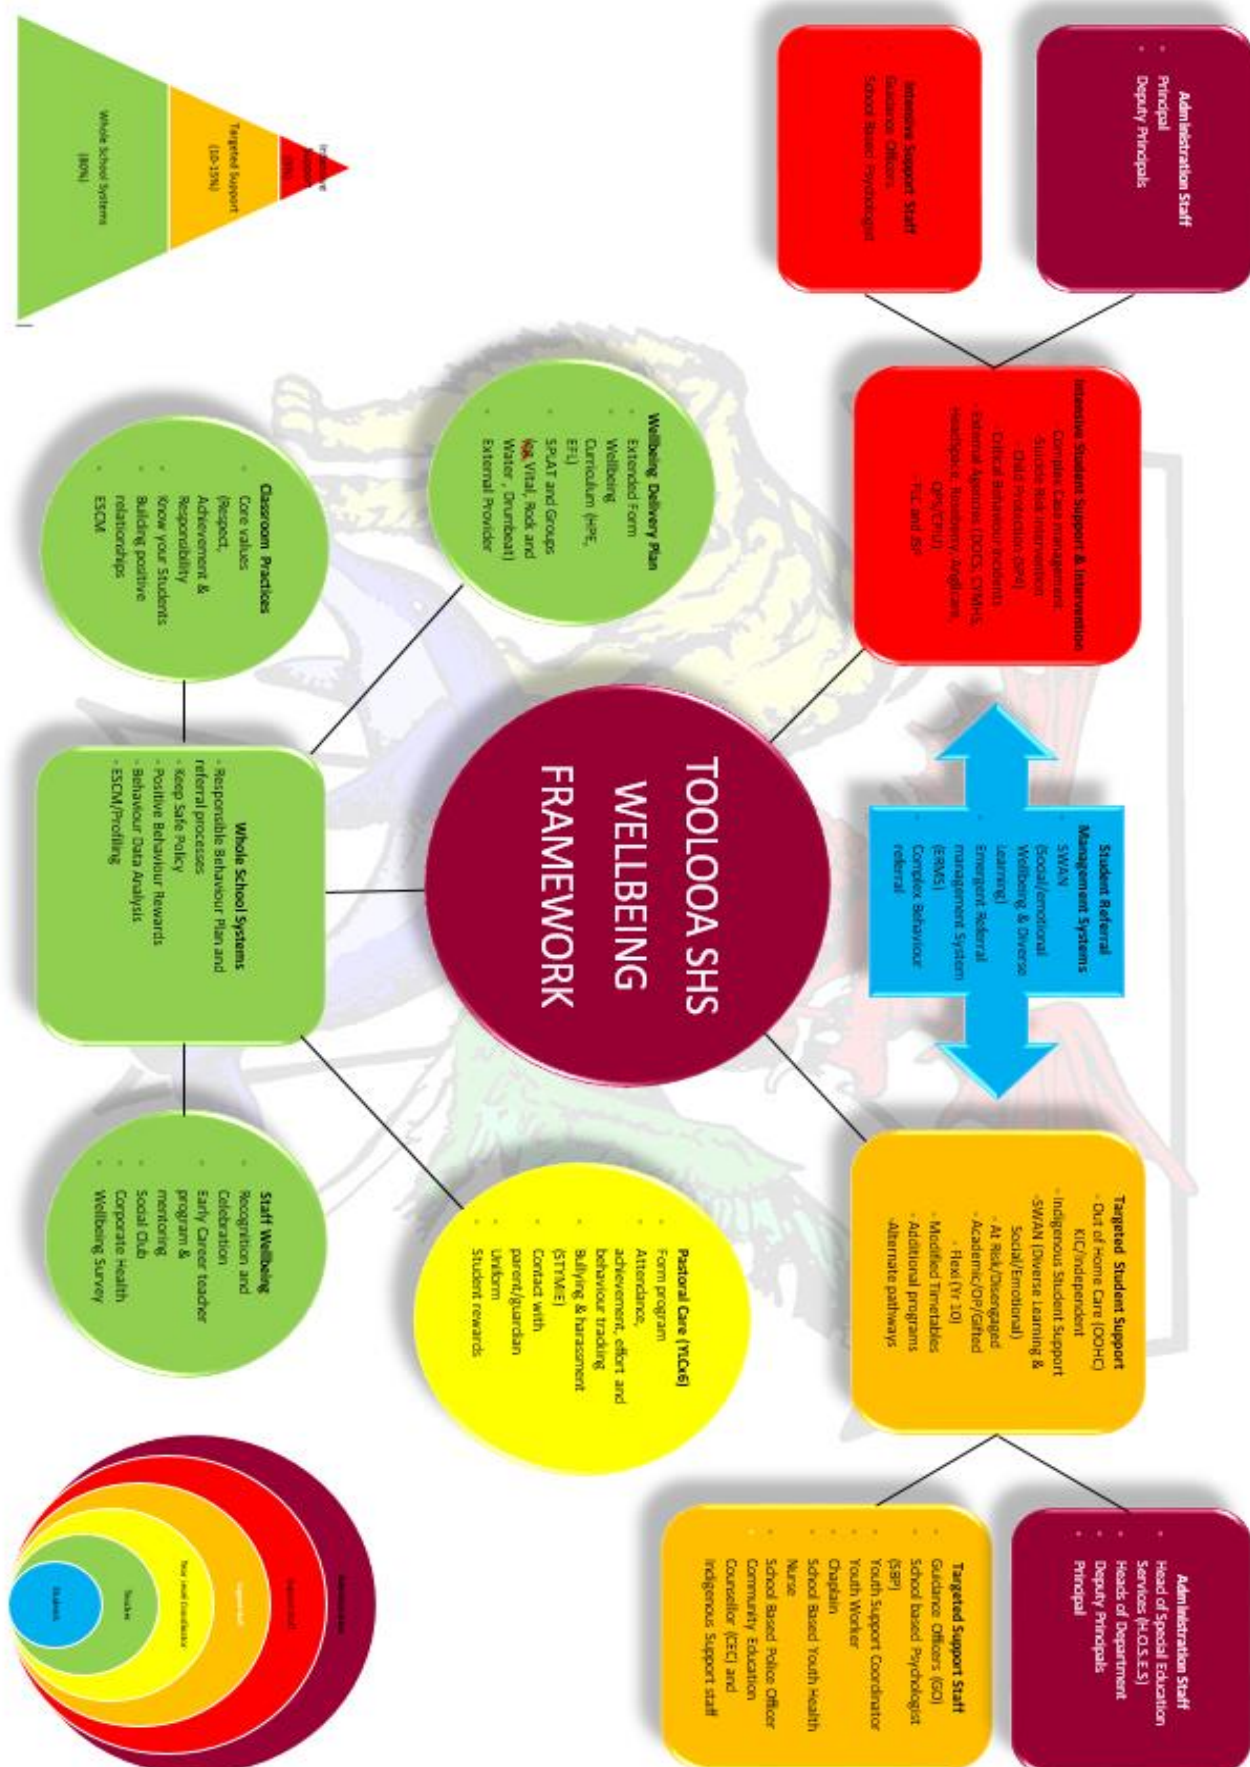 Administration Staff
Principal
Deputy Principals
Intensive Support Staff
Guidance Officers
School Based Psychologist
Intensive Student Support & Intervention
-Complex Case management
-Suicide Risk Intervention
- Child Protection (SP4)
- Critical Behaviour Incidents
- External Agencies (DOCS, CYMHS,
Headspace, Roseberry, Anglicare,
- PLC and ISP
Student Referral
Management Systems
SWAN
(Social/emotional
Wellbeing & Diverse
Learning)
Emergent Referral
management System
(ERMS)
Complex Behaviour
referral
Targeted Student Support
- Out of Home Care (OOHC)
KIC/Independent
- Indigenous Student Support
-SWAN (Diverse Learning &
Social/Emotional)
- At Risk/Disengaged
- Academic/OP/Gifted
- Flexi (Yr 10)
- Modified Timetables
- Additional programs
-Alternate pathways
Administration Staff
Head of Special Education
Services (H.O.S.E.S)
Heads of Department
Deputy Principals
Principal
Targeted Support Staff
Guidance Officers (GO)
School based Psychologist
(SBP)
Youth Support Coordinator
Youth Worker
Chaplain
School Based Youth Health
Nurse
School Based Police Officer
Community Education
Counsellor (CEC) and
Indigenous Support staff
TOOLOOA SHS
WELLBEING
FRAMEWORK
Wellbeing Delivery Plan
Extended Form
Wellbeing
Curriculum (HPE,
EFL)
SPLAT and Groups
Vital, Rock and
Water , Drumbeat)
External Provider
Pastoral Care (YLCx6)
Form program
Attendance,
achievement, effort and
behaviour tracking
Bullying & harassment
(STYMIE)
Contact with
parent/guardian
Uniform
Student rewards
Classroom Practices
Core values
(Respect,
Achievement &
Responsibility
Know your Students
Building positive
relationships
ESCM
Whole School Systems
- Responsible Behaviour Plan and
referral processes
- Keep Safe Policy
- Positive Behaviour Rewards
- Behaviour Data Analysis
- ESCM/Profiling
Staff Wellbeing
Recognition and
Celebration
Early Career teacher
program &
mentoring
Social Club
Corporate Health
Wellbeing Survey
Targeted Support
(10-15%)
Whole School Systems
(80%)
Year Level Coordinator
Teacher
Students